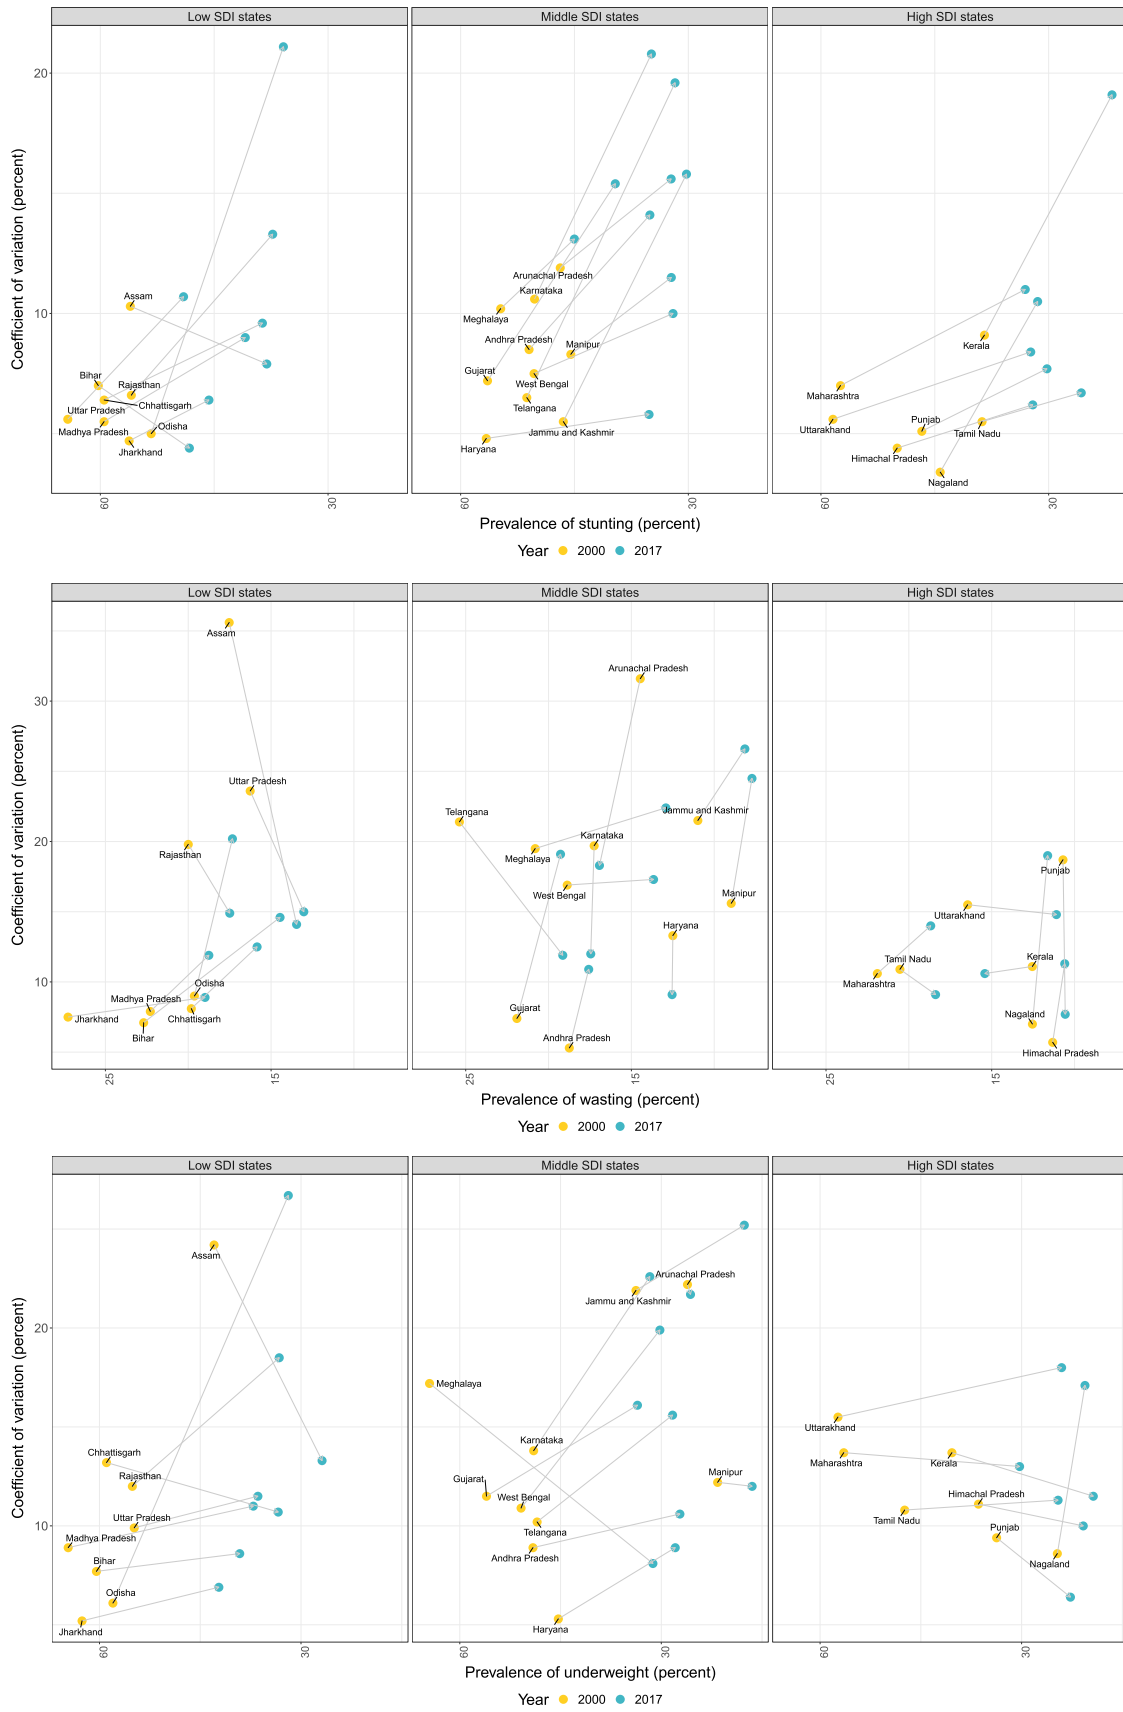 Low SDI states
Middle SDI states
High SDI states
Coefficient of variation (percent)
20
10
Assam
Bihar
Rajasthan
Uttar Pradesh
Chhattisgarh
Madhya Pradesh
Odisha
Jharkhand
Arunachal Pradesh
Karnataka
Meghalaya
Andhra Pradesh
Manipur
Gujarat
West Bengal
Telangana
Jammu and Kashmir
Haryana
Kerala
Maharashtra
Uttarakhand
Punjab
Tamil Nadu
Himachal Pradesh
Nagaland
60
30
60
30
60
30
Prevalence of stunting (percent)
Year 2000 2017
Low SDI states
Middle SDI states
High SDI states
Coefficient of variation (percent)
30
20
10
Assam
Uttar Pradesh
Rajasthan
Odisha
Madhya Pradesh
Jharkhand
Chhattisgarh
Bihar
Arunachal Pradesh
Telangana
Jammu and Kashmir
Karnataka
Meghalaya
West Bengal
Manipur
Haryana
Gujarat
Andhra Pradesh
Punjab
Uttarakhand
Tamil Nadu
Kerala
Maharashtra
Nagaland
Himachal Pradesh
25
15
25
15
25
15
Prevalence of wasting (percent)
Year 2000 2017
Low SDI states
Middle SDI states
High SDI states
Coefficient of variation (percent)
20
10
Assam
Chhattisgarh
Rajasthan
Uttar Pradesh
Madhya Pradesh
Bihar
Odisha
Jharkhand
Arunachal Pradesh
Jammu and Kashmir
Meghalaya
Karnataka
Gujarat
Manipur
West Bengal
Telangana
Andhra Pradesh
Haryana
Uttarakhand
Maharashtra
Kerala
Himachal Pradesh
Tamil Nadu
Punjab
Nagaland
60
30
60
30
60
30
Prevalence of underweight (percent)
Year 2000 2017